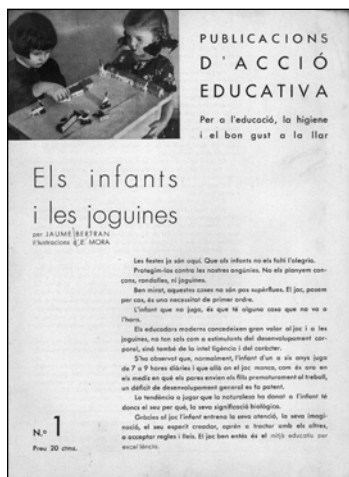 PUBLICACIONS
D'ACCIÓ
EDUCATIVA
Per a l'educació, la higiene
i el bon gust a la llar
Els infants
i les joguines
per JAUME BERTRAN
il·lustracions E. MORA
Les festes ja són aquí. Que als infants no els falti l'alegria.
Protegim-los contra les nostres angúnies. No els planyem can-
çons, rondalles, ni joguines.
Ben mirat, aquestes coses no són pas supèrflues. El joc, posem
per cas, és una necessitat de primer ordre.
L'infant que no juga, és que té alguna cosa que no va a
l'hora.
Els educadors moderns concedeixen gran valor al joc i a les
joguines, no tan sols com a estimulants del desenvolupament cor-
poral, sinó també de la intel·ligència i del caràcter.
S'ha observat que, normalment, l'infant d'un a sis anys juga
de 7 a 9 hores diàries i que allà on el joc manca, com és ara en
els medis en què els pares envien els fills prematurament al treball,
un dèficit de desenvolupament general es fa patent.
La tendència a jugar que la naturalesa ha donat a l'infant té
doncs el seu per què, la seva significació biològica.
Gràcies al joc l'infant entrena la seva atenció, la seva imagi-
nació, el seu esperit creador, aprèn a tractar amb els altres,
a acceptar regles i lleis. El joc ben entès és el mitjà educatiu per
excel·lència.
N.º 1
Preu 20 ctms.